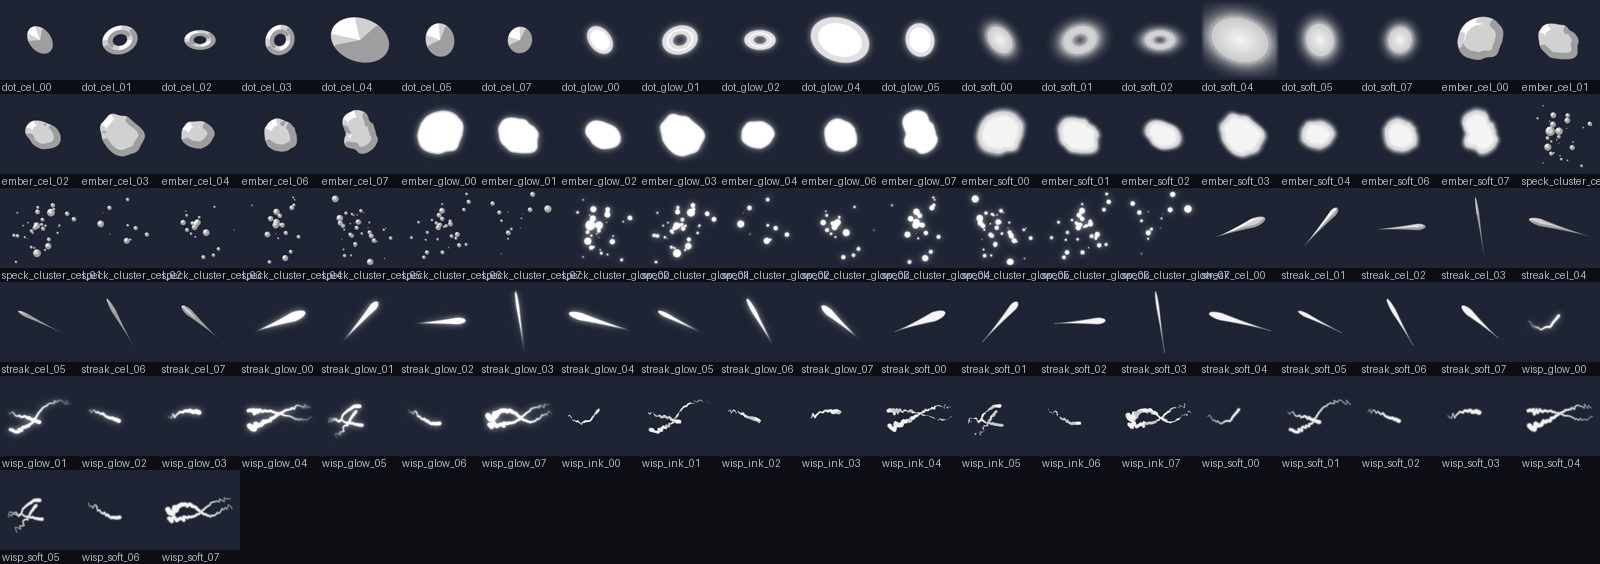 dot_cel_00 dot_cel_01 dot_cel_02 dot_cel_03 dot_cel_04 dot_cel_05 dot_cel_07 dot_glow_00 dot_glow_01 dot_glow_02 dot_glow_04 dot_glow_05 dot_soft_00 dot_soft_01 dot_soft_02 dot_soft_04 dot_soft_05 dot_soft_07 ember_cel_00 ember_cel_01
ember_cel_02 ember_cel_03 ember_cel_04 ember_cel_06 ember_cel_07 ember_glow_00 ember_glow_01 ember_glow_02 ember_glow_03 ember_glow_04 ember_glow_06 ember_glow_07 ember_soft_00 ember_soft_01 ember_soft_02 ember_soft_03 ember_soft_04 ember_soft_06 ember_soft_07 speck_cluster_ce
streak_cel_01 streak_cel_02 streak_cel_03 streak_cel_04
streak_cel_05 streak_cel_06 streak_cel_07 streak_glow_00 streak_glow_01 streak_glow_02 streak_glow_03 streak_glow_04 streak_glow_05 streak_glow_06 streak_glow_07 streak_soft_00 streak_soft_01 streak_soft_02 streak_soft_03 streak_soft_04 streak_soft_05 streak_soft_06 streak_soft_07 wisp_glow_00
wisp_glow_01 wisp_glow_02 wisp_glow_03 wisp_glow_04 wisp_glow_05 wisp_glow_06 wisp_glow_07 wisp_ink_00 wisp_ink_01 wisp_ink_02 wisp_ink_03 wisp_ink_04 wisp_ink_05 wisp_ink_06 wisp_ink_07 wisp_soft_00 wisp_soft_01 wisp_soft_02 wisp_soft_03 wisp_soft_04
wisp_soft_05 wisp_soft_06 wisp_soft_07